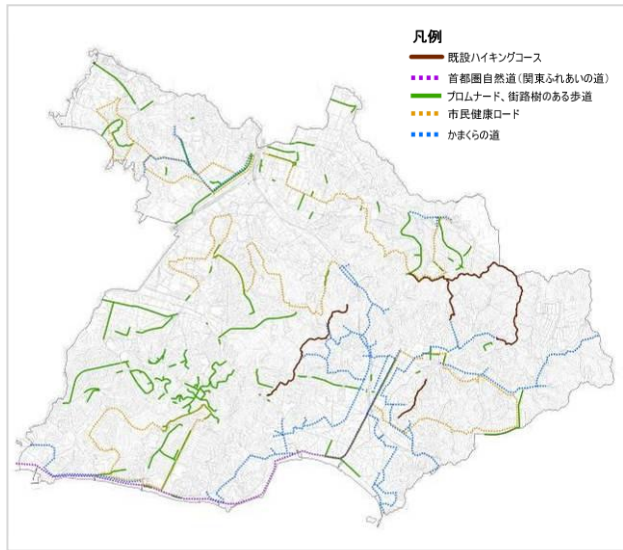 凡例
既設ハイキングコース
首都圏自然道（関東ふれあいの道）
プロムナード、街路樹のある歩道
市民健康ロード
かまくらの道